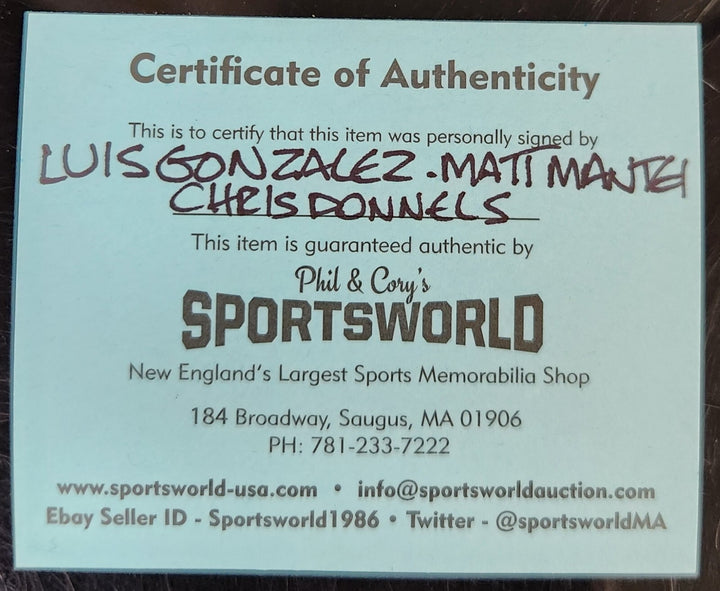 Certificate of Authenticity
This is to certify that this item was personally signed by
LUIS GONZALEZ. MATT MANTEI
CHRIS DONNELS
This item is guaranteed authentic by
Phil & Cory's
SPORTSWORLD
New England's Largest Sports Memorabilia Shop
184 Broadway, Saugus, MA 01906
PH: 781-233-7222
www.sportsworld-usa.com • info@sportsworldauction.com
Ebay Seller ID - Sportsworld1986 • Twitter - @sportsworldMA